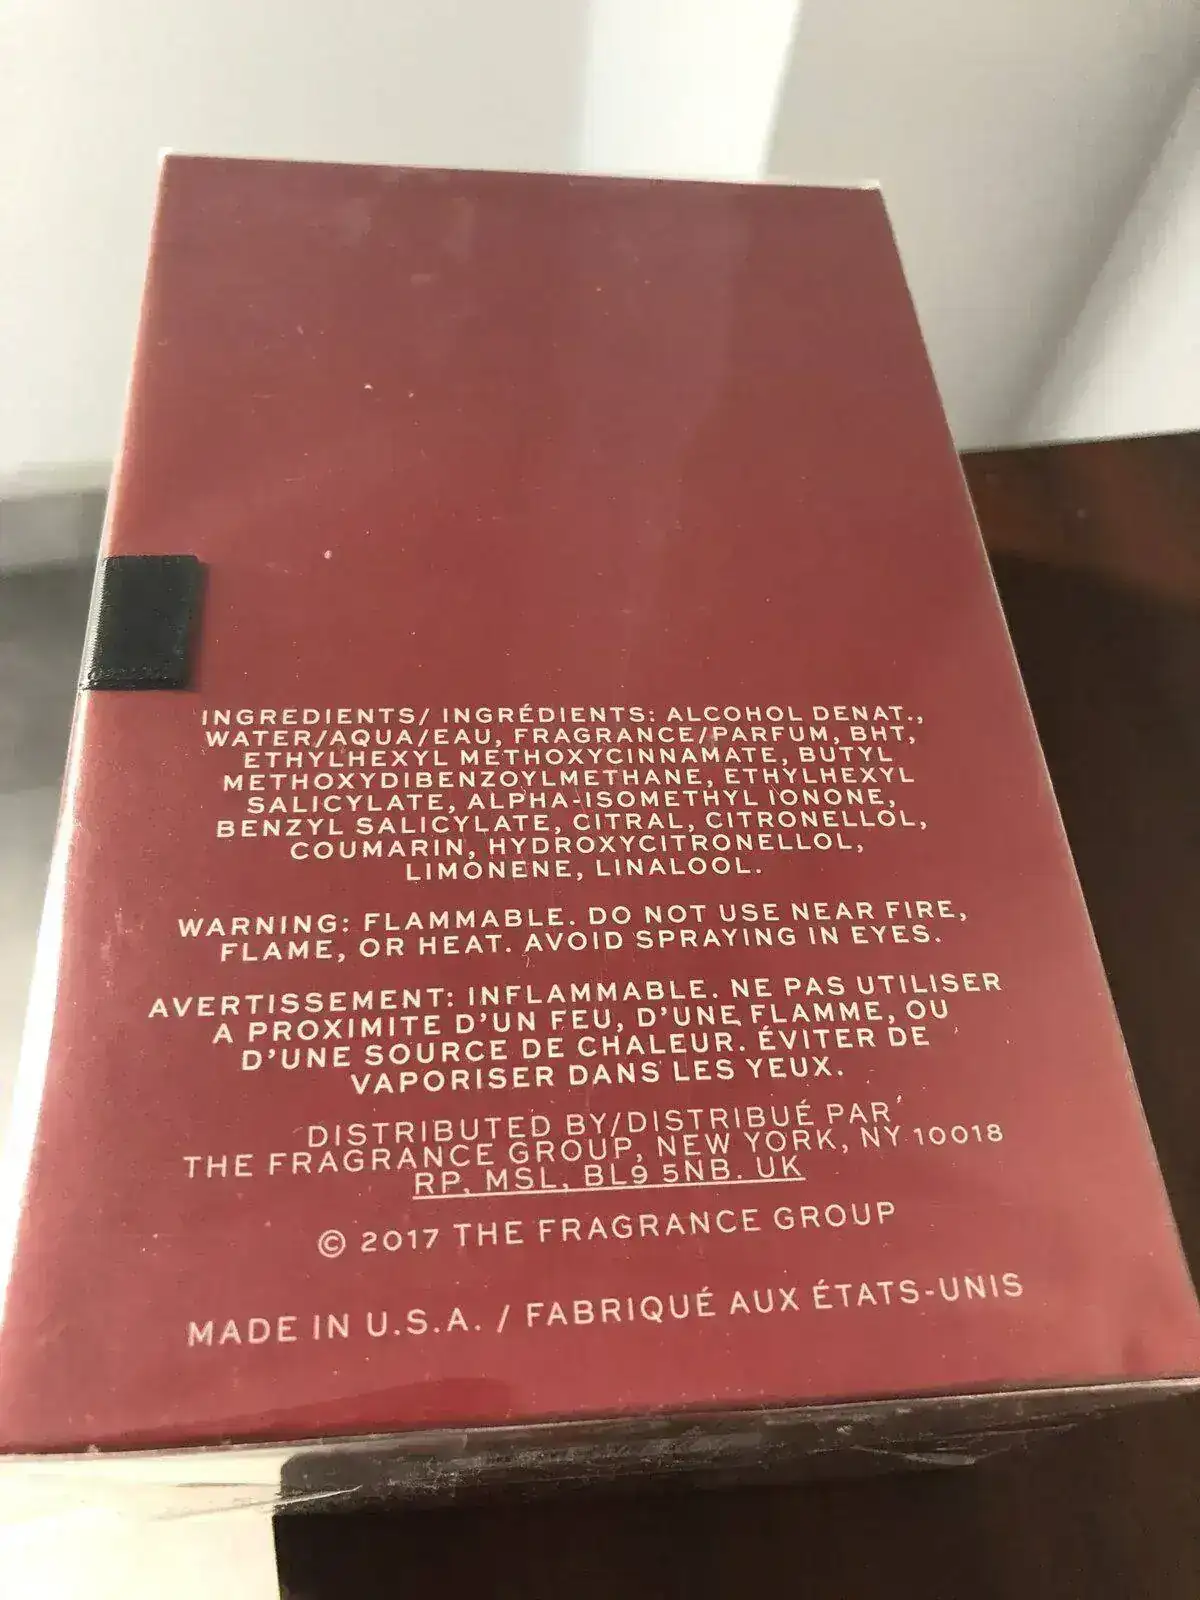 INGREDIENTS/ INGRÉDIENTS: ALCOHOL DENAT.,
WATER/AQUA/EAU, FRAGRANCE/PARFUM, BHT,
ETHYLHEXYL METHOXYCINNAMATE, BUTYL
METHOXYDIBENZOYLMETHANE, ETHYLHEXYL
SALICYLATE, ALPHA-ISOMETHYL IONONE,
BENZYL SALICYLATE, CITRAL, CITRONELLOL,
COUMARIN, HYDROXYCITRONELLOL,
LIMONENE, LINALOOL.
WARNING: FLAMMABLE. DO NOT USE NEAR FIRE,
FLAME, OR HEAT. AVOID SPRAYING IN EYES.
AVERTISSEMENT: INFLAMMABLE. NE PAS UTILISER
A PROXIMITE D'UN FEU, D'UNE FLAMME, OU
D'UNE SOURCE DE CHALEUR. ÉVITER DE
VAPORISER DANS LES YEUX.
DISTRIBUTED BY/DISTRIBUÉ PAR
THE FRAGRANCE GROUP, NEW YORK, NY 10018
RP, MSL, BL9 5NB. UK
© 2017 THE FRAGRANCE GROUP
MADE IN U.S.A. / FABRIQUÉ AUX ÉTATS-UNIS